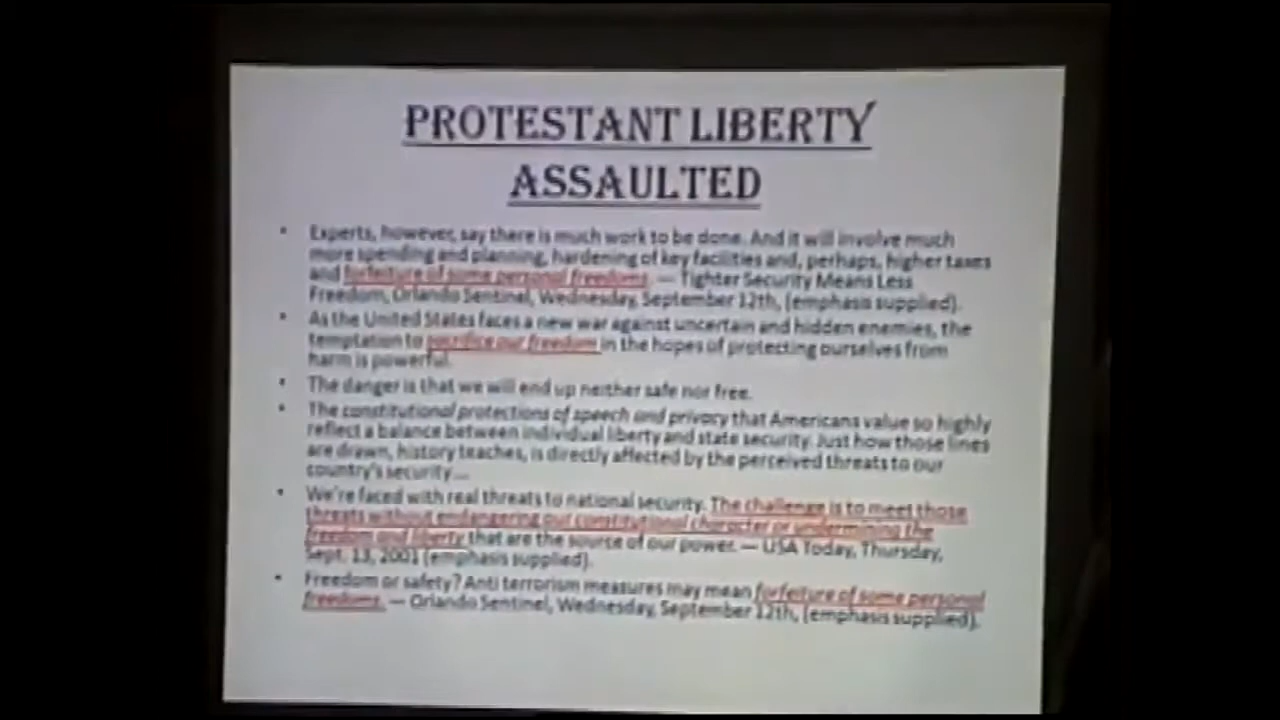 PROTESTANT LIBERTY
ASSAULTED
• Experts, however, say there is much work to be done. And it will involve much
more spending and planning, hardening of key facilities and, perhaps, higher taxes
and forfeiture of some personal freedoms. — Tighter Security Means Less
Freedom, Orlando Sentinel, Wednesday, September 12th, (emphasis supplied).
• As the United States faces a new war against uncertain and hidden enemies, the
temptation to sacrifice our freedom in the hopes of protecting ourselves from
harm is powerful.
• The danger is that we will end up neither safe nor free.
• The constitutional protections of speech and privacy that Americans value so highly
reflect a balance between individual liberty and state security. Just how those lines
are drawn, history teaches, is directly affected by the perceived threats to our
country's security...
• We're faced with real threats to national security. The challenge is to meet those
threats without endangering our constitutional character or undermining the
freedom and liberty that are the source of our power. — USA Today, Thursday,
Sept. 13, 2001 (emphasis supplied).
• Freedom or safety? Anti terrorism measures may mean forfeiture of some personal
freedoms. — Orlando Sentinel, Wednesday, September 12th, (emphasis supplied).